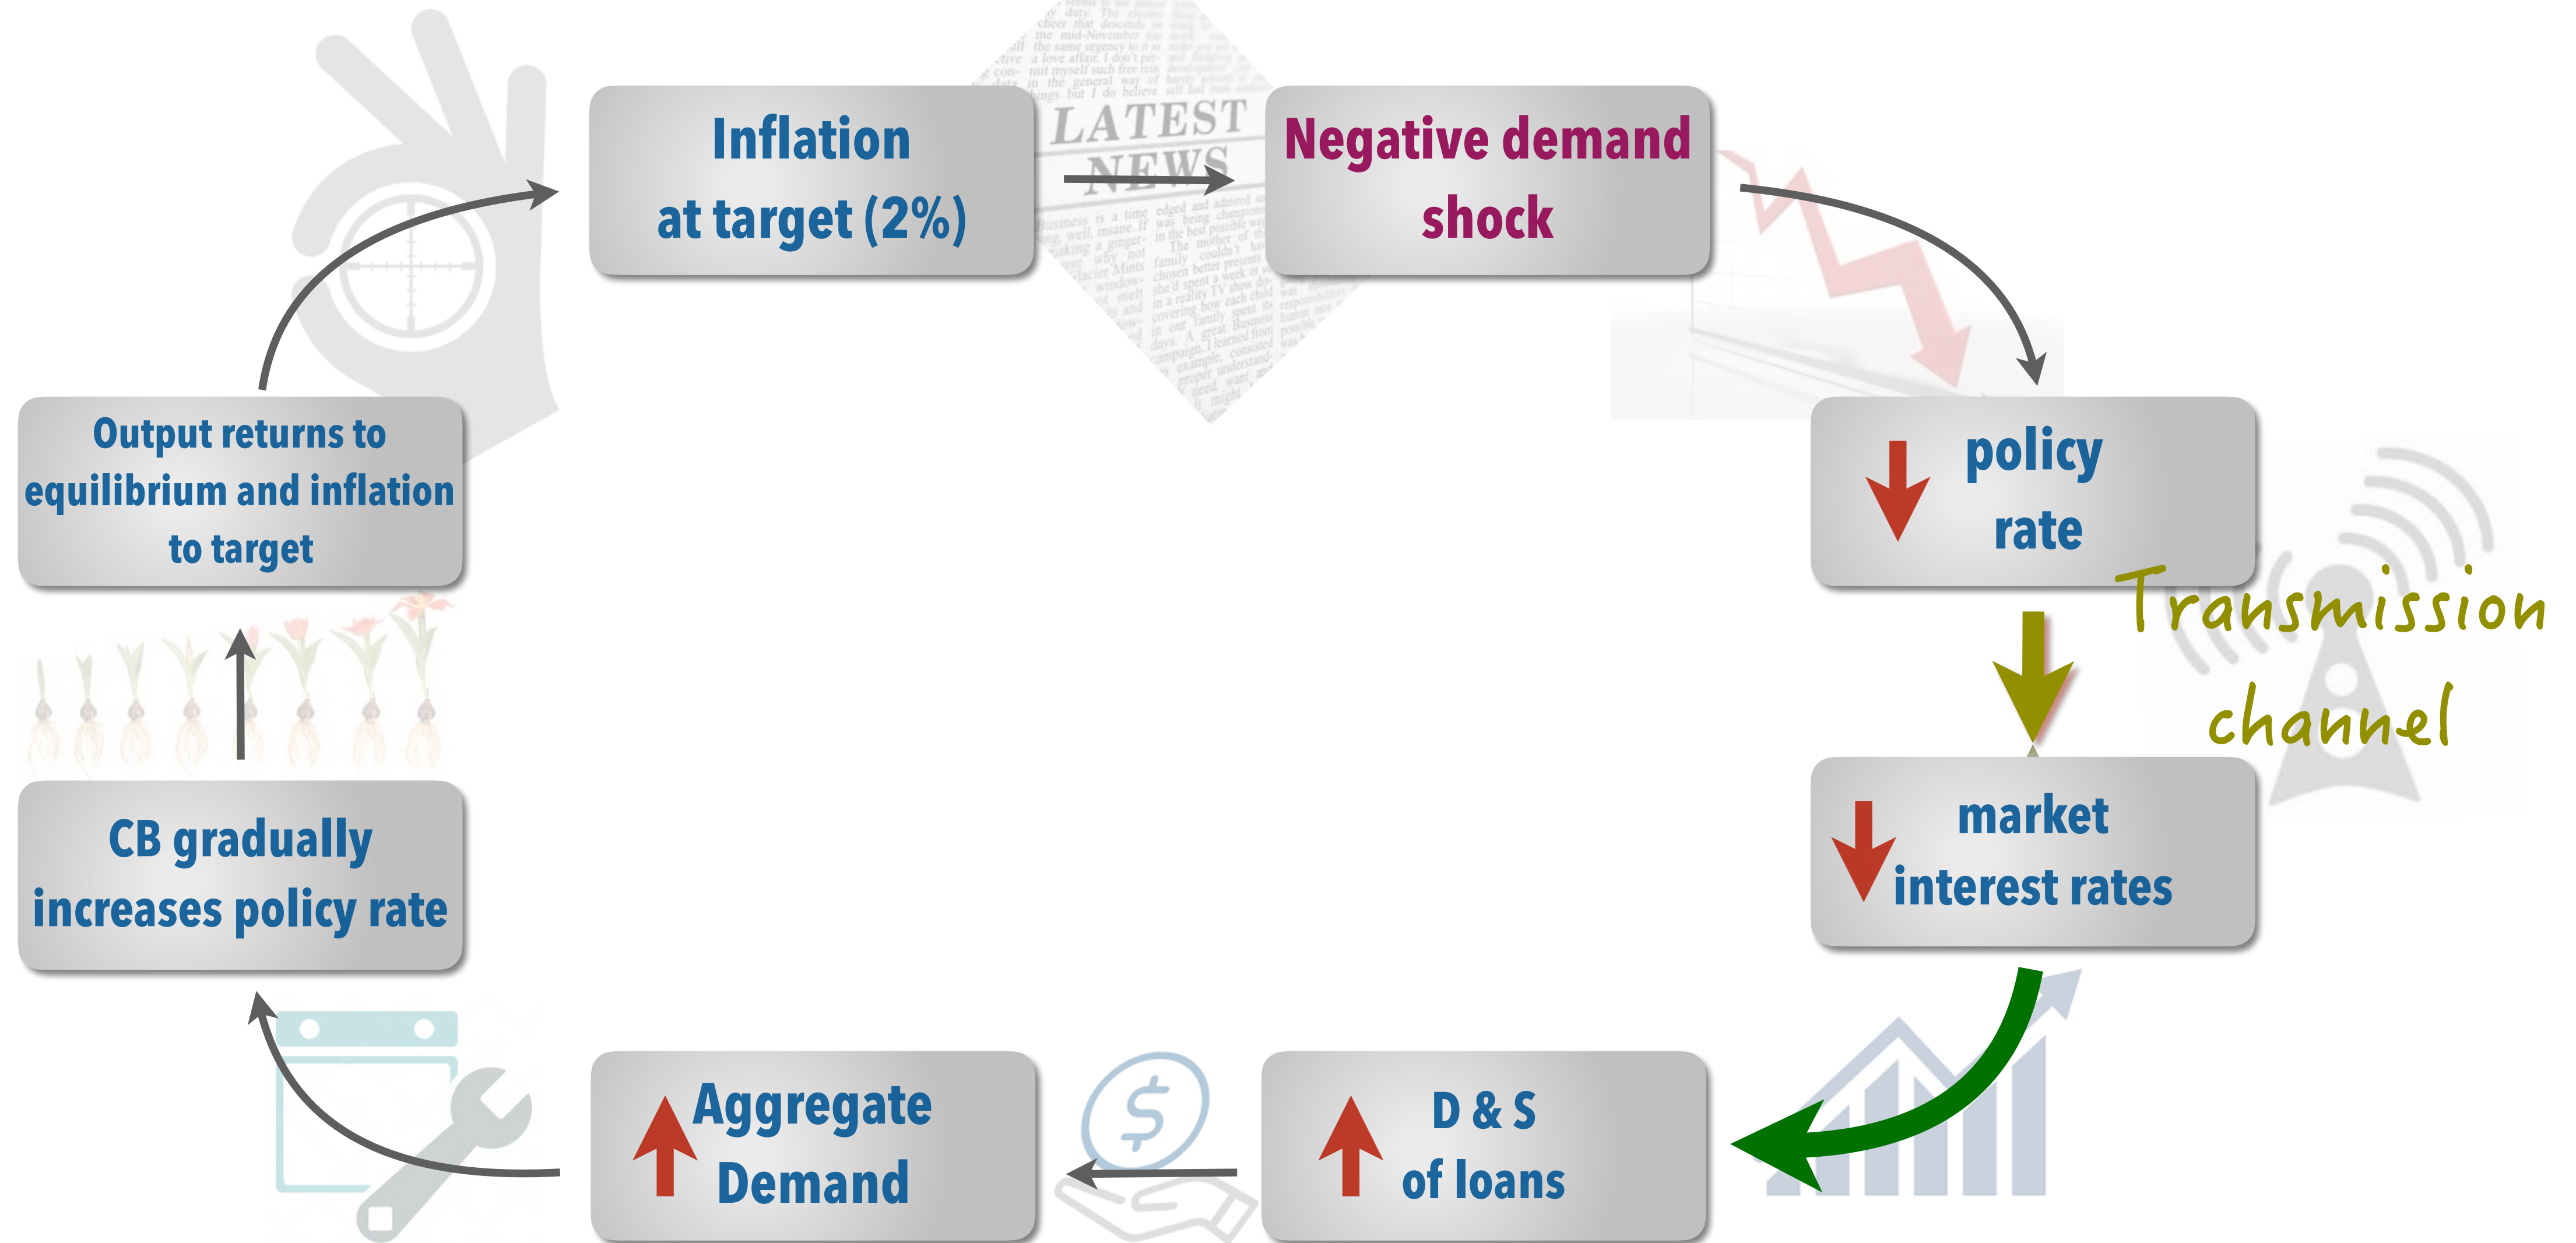 Inflation
at target (2%)
LATEST
NEWS
Negative demand
shock
policy
rate
Transmission
channel
market
interest rates
D & S
of loans
$
Aggregate
Demand
CB gradually
increases policy rate
Output returns to
equilibrium and inflation
to target